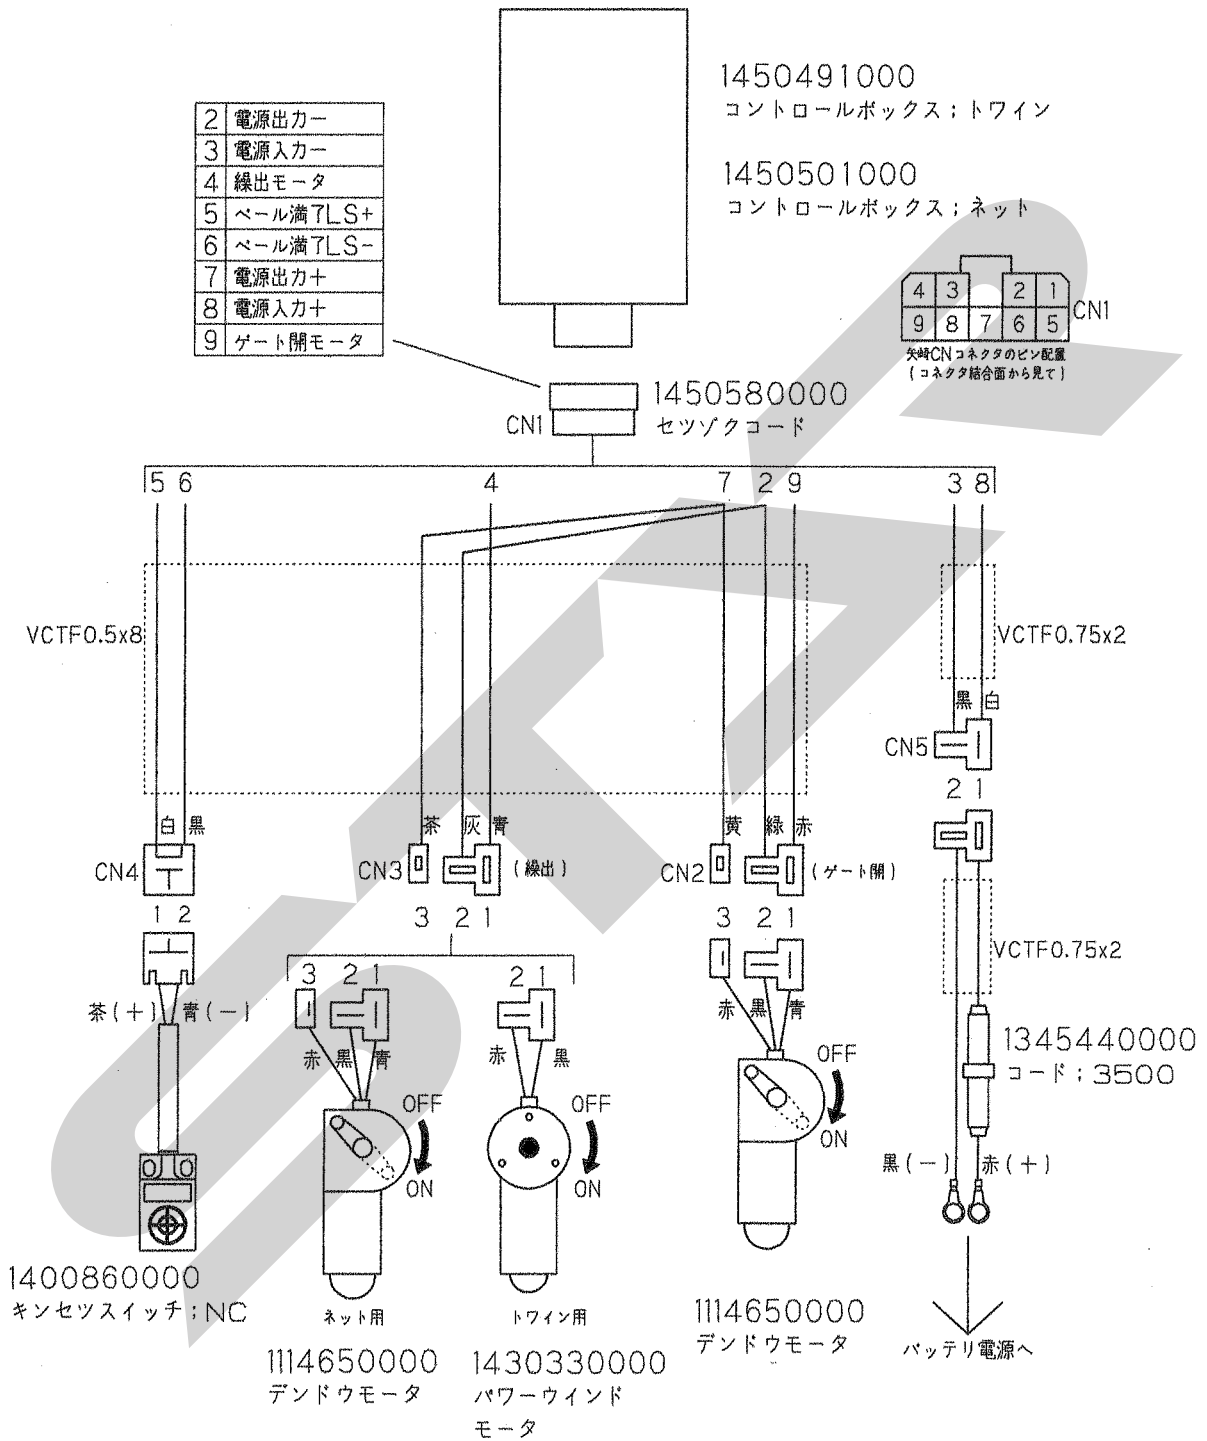 1450491000
コントロールボックス；トワイン
1450501000
コントロールボックス；ネット
2 電源出力ー
3 電源入力ー
4 繰出モータ
5 ベール満了LS+
6 ベール満了LS-
7 電源出力＋
8 電源入力＋
9 ゲート開モータ
4 3 2 1
9 8 7 6 5
CN1
矢崎CNコネクタのピン配置
(コネクタ結合面から見て)
CN1
1450580000
セツゾクコード
5 6 4 7 2 9 3 8
VCTF0.5x8
VCTF0.75x2
黒 白
CN5
2 1
白 黒
茶 灰 青
黄 緑 赤
CN4
CN3
(繰出)
CN2
(ゲート開)
1 2
3 2 1
3 2 1
3 2 1
2 1
VCTF0.75x2
茶(+) 青(−)
赤 黒 青
赤 黒
赤 黒 青
OFF
ON
OFF
ON
OFF
ON
1345440000
コード；3500
黒(−) 赤(+)
1400860000
キンセツスイッチ；NC
ネット用
1114650000
デンドウモータ
トワイン用
1430330000
パワーウインド
モータ
1114650000
デンドウモータ
バッテリ電源へ
STAR